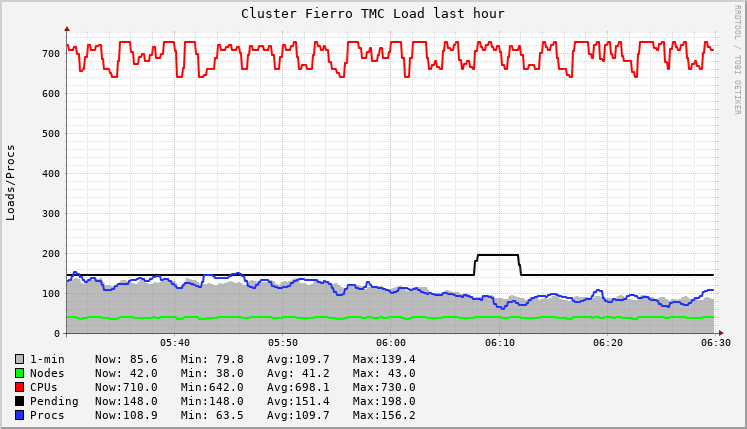 Cluster Fierro TMC Load last hour
RRDTOOL / TOBI OETIKER
Loads/Procs
700
600
500
400
300
200
100
0
05:40 05:50 06:00 06:10 06:20 06:30
1-min Now: 85.6 Min: 79.8 Avg:109.7 Max:139.4
Nodes Now: 42.0 Min: 38.0 Avg: 41.2 Max: 43.0
CPUs Now:710.0 Min:642.0 Avg:698.1 Max:730.0
Pending Now:148.0 Min:148.0 Avg:151.4 Max:198.0
Procs Now:108.9 Min: 63.5 Avg:109.7 Max:156.2